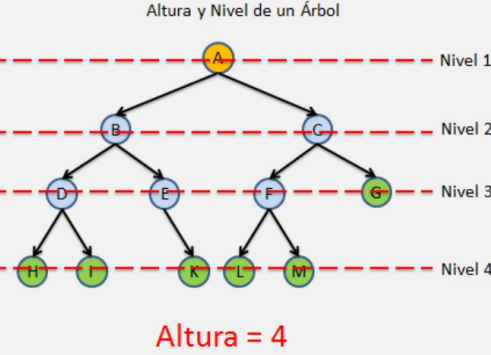 Altura y Nivel de un Árbol
A
Nivel 1
B C
Nivel 2
D E F G
Nivel 3
H I K L M
Nivel 4
Altura = 4